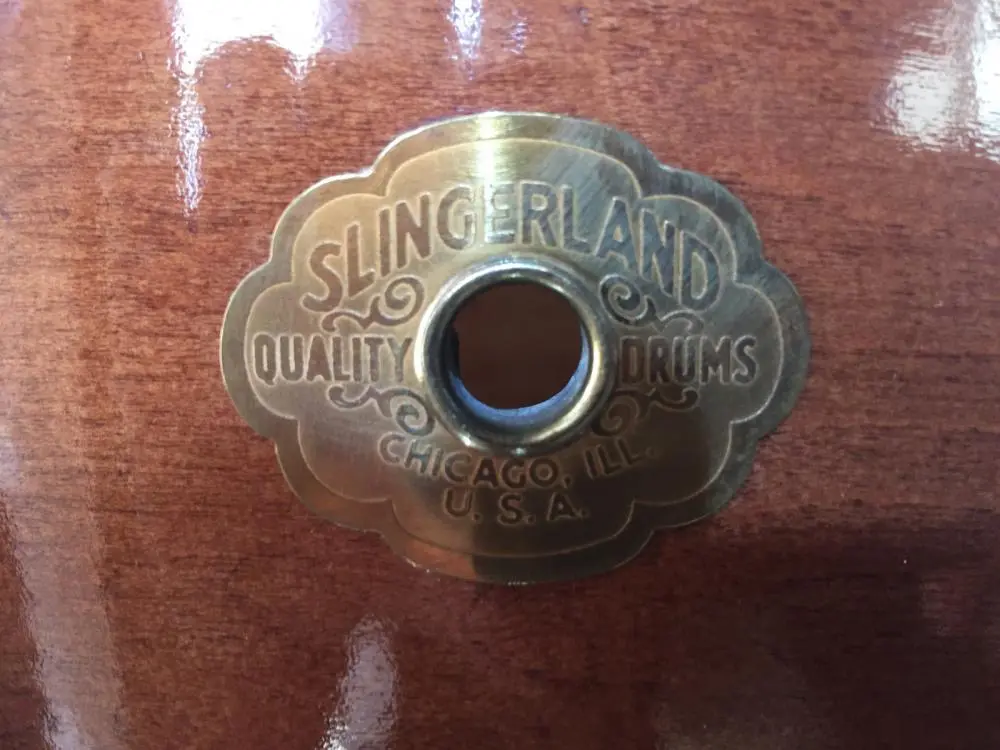 SLINGERLAND
QUALITY DRUMS
CHICAGO, ILL.
U. S. A.